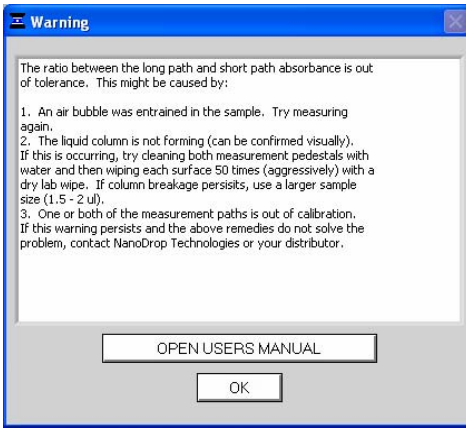 Warning
The ratio between the long path and short path absorbance is out
of tolerance. This might be caused by:
1. An air bubble was entrained in the sample. Try measuring
again.
2. The liquid column is not forming (can be confirmed visually).
If this is occurring, try cleaning both measurement pedestals with
water and then wiping each surface 50 times (aggressively) with a
dry lab wipe. If column breakage persisits, use a larger sample
size (1.5 - 2 ul).
3. One or both of the measurement paths is out of calibration.
If this warning persists and the above remedies do not solve the
problem, contact NanoDrop Technologies or your distributor.
OPEN USERS MANUAL
OK